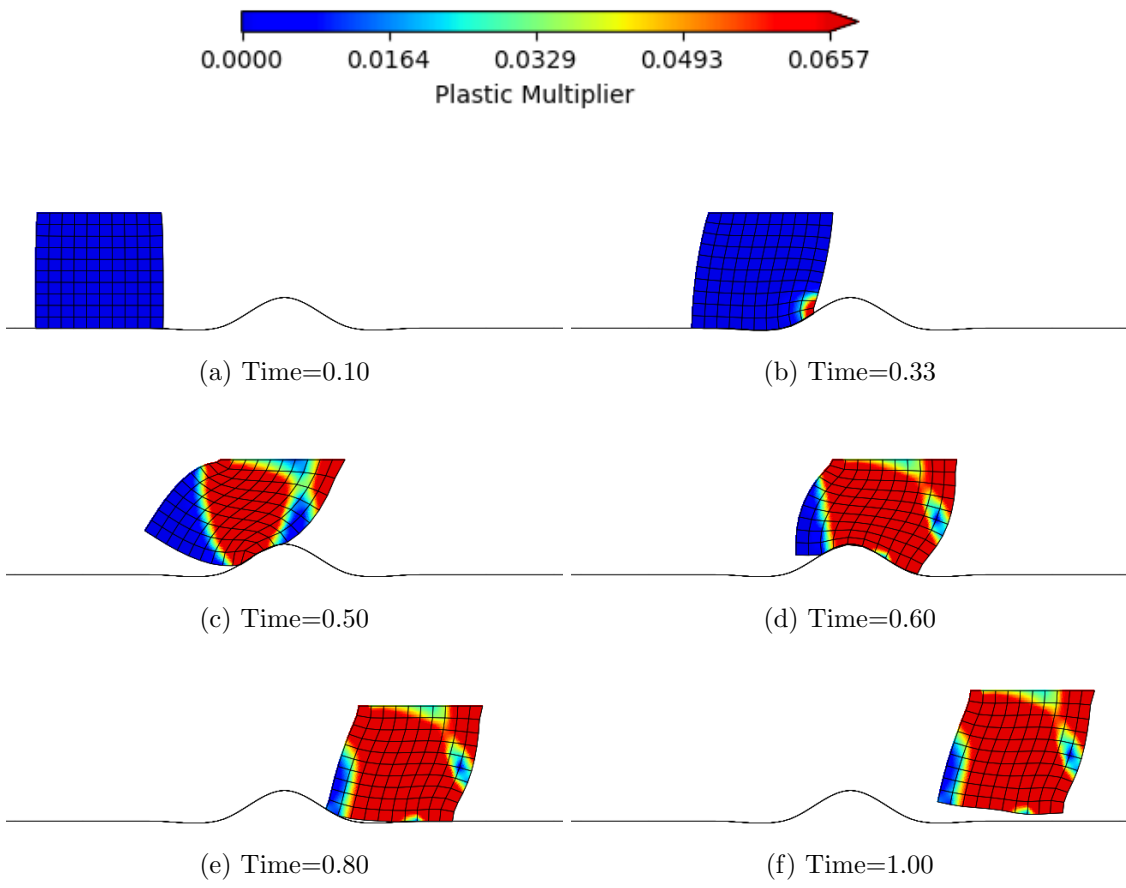 0.0000 0.0164 0.0329 0.0493 0.0657
Plastic Multiplier
(a) Time=0.10
(b) Time=0.33
(c) Time=0.50
(d) Time=0.60
(e) Time=0.80
(f) Time=1.00